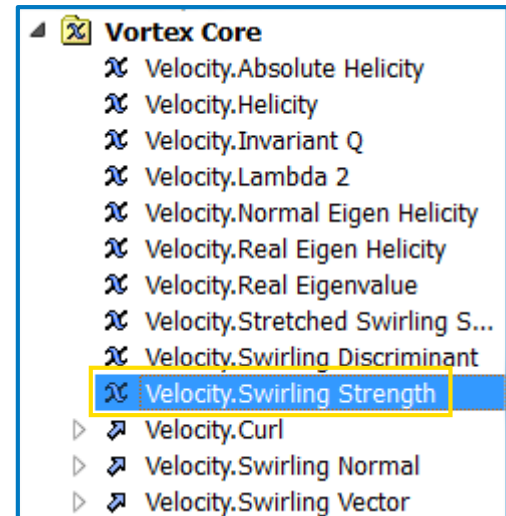 Vortex Core
Velocity.Absolute Helicity
Velocity.Helicity
Velocity.Invariant Q
Velocity.Lambda 2
Velocity.Normal Eigen Helicity
Velocity.Real Eigen Helicity
Velocity.Real Eigenvalue
Velocity.Stretched Swirling S...
Velocity.Swirling Discriminant
Velocity.Swirling Strength
Velocity.Curl
Velocity.Swirling Normal
Velocity.Swirling Vector